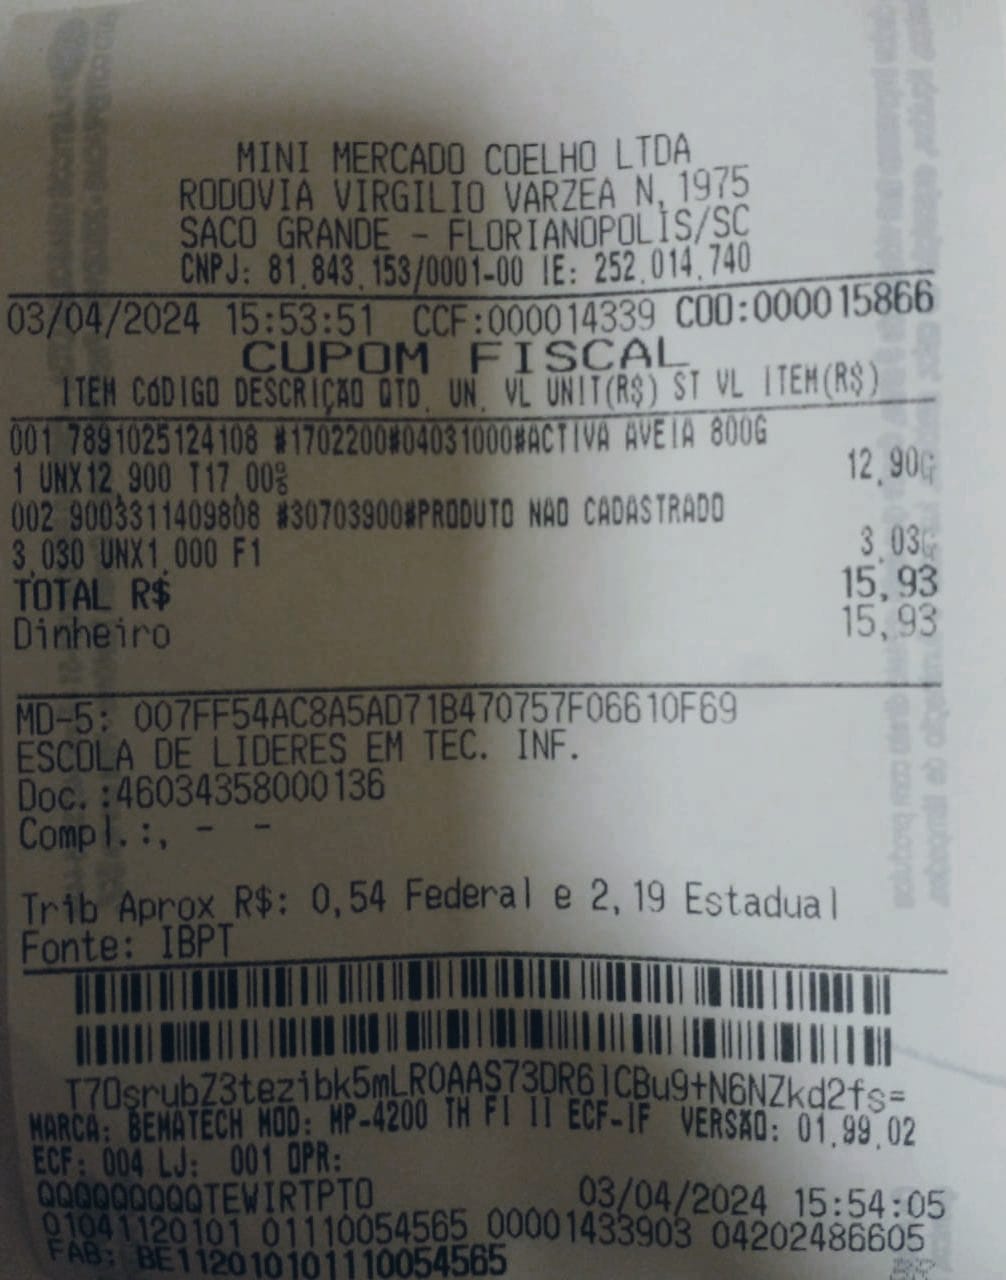 MINI MERCADO COELHO LTDA
RODOVIA VIRGILIO VARZEA N. 1975
SACO GRANDE - FLORIANOPOLIS/SC
CNPJ: 81.843.153/0001-00 IE: 252.014.740
03/04/2024 15:53:51 CCF:000014339 COO:000015866
CUPOM FISCAL
ITEM CÓDIGO DESCRIÇÃO QTD. UN. VL UNIT(R$) ST VL ITEM(R$)
001 7891025124108 #1702200#04031000#ACTIVA AVEIA 800G
1 UNX12,900 T17,00% 12,90G
002 9003311409808 #30703900#PRODUTO NAO CADASTRADO
3,030 UNX1,000 F1 3,03G
TOTAL R$ 15,93
Dinheiro 15,93
MD-5: 007FF54AC8A5AD71B470757F06610F69
ESCOLA DE LIDERES EM TEC. INF.
Doc.:46034358000136
Compl.:, - -
Trib Aprox R$: 0,54 Federal e 2,19 Estadual
Fonte: IBPT
T70srubZ3tezibk5mLROAAS73DR6lCBu9+N6NZkd2fs=
MARCA: BEMATECH MOD: MP-4200 TH FI II ECF-IF VERSÃO: 01.99.02
ECF: 004 LJ: 001 OPR:
QQQQQQQQQTEWIRTPTO 03/04/2024 15:54:05
01041120101 01110054565 00001433903 04202486605
FAB: BE112010101110054565